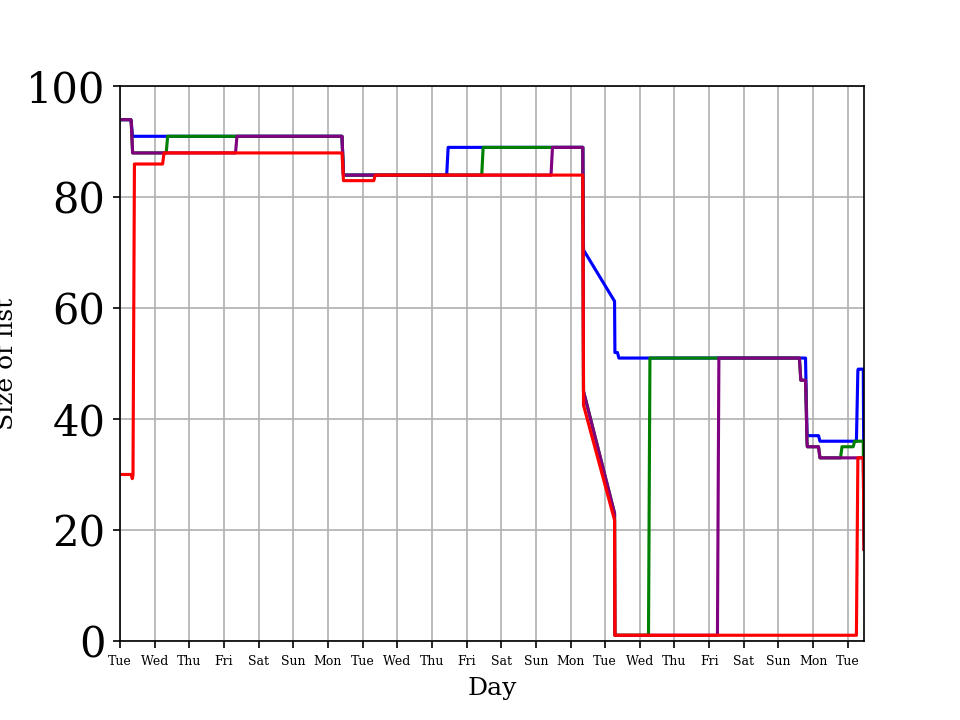 100
80
60
40
20
0
Size of list
Tue Wed Thu Fri Sat Sun Mon Tue Wed Thu Fri Sat Sun Mon Tue Wed Thu Fri Sat Sun Mon Tue
Day